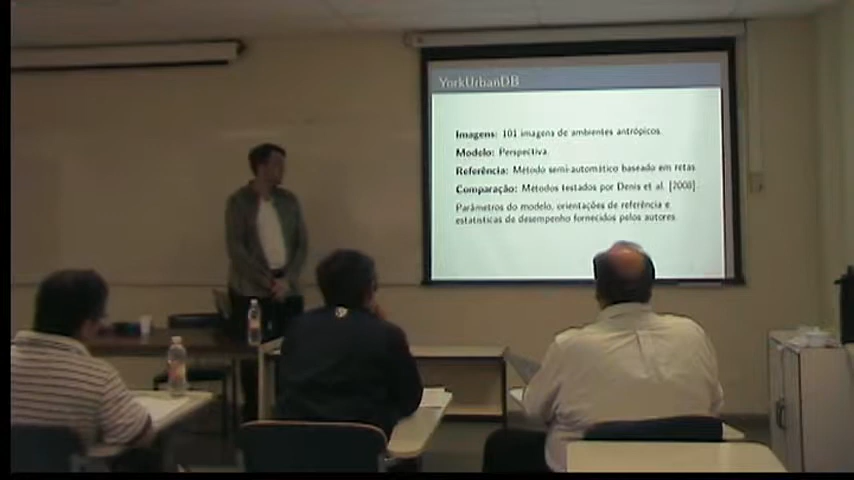 YorkUrbanDB
Imagens: 101 imagens de ambientes antrópicos.
Modelo: Perspectiva.
Referência: Método semi-automático baseado em retas.
Comparação: Métodos testados por Denis et al. [2008].
Parâmetros do modelo, orientações de referência e
estatísticas de desempenho fornecidos pelos autores.